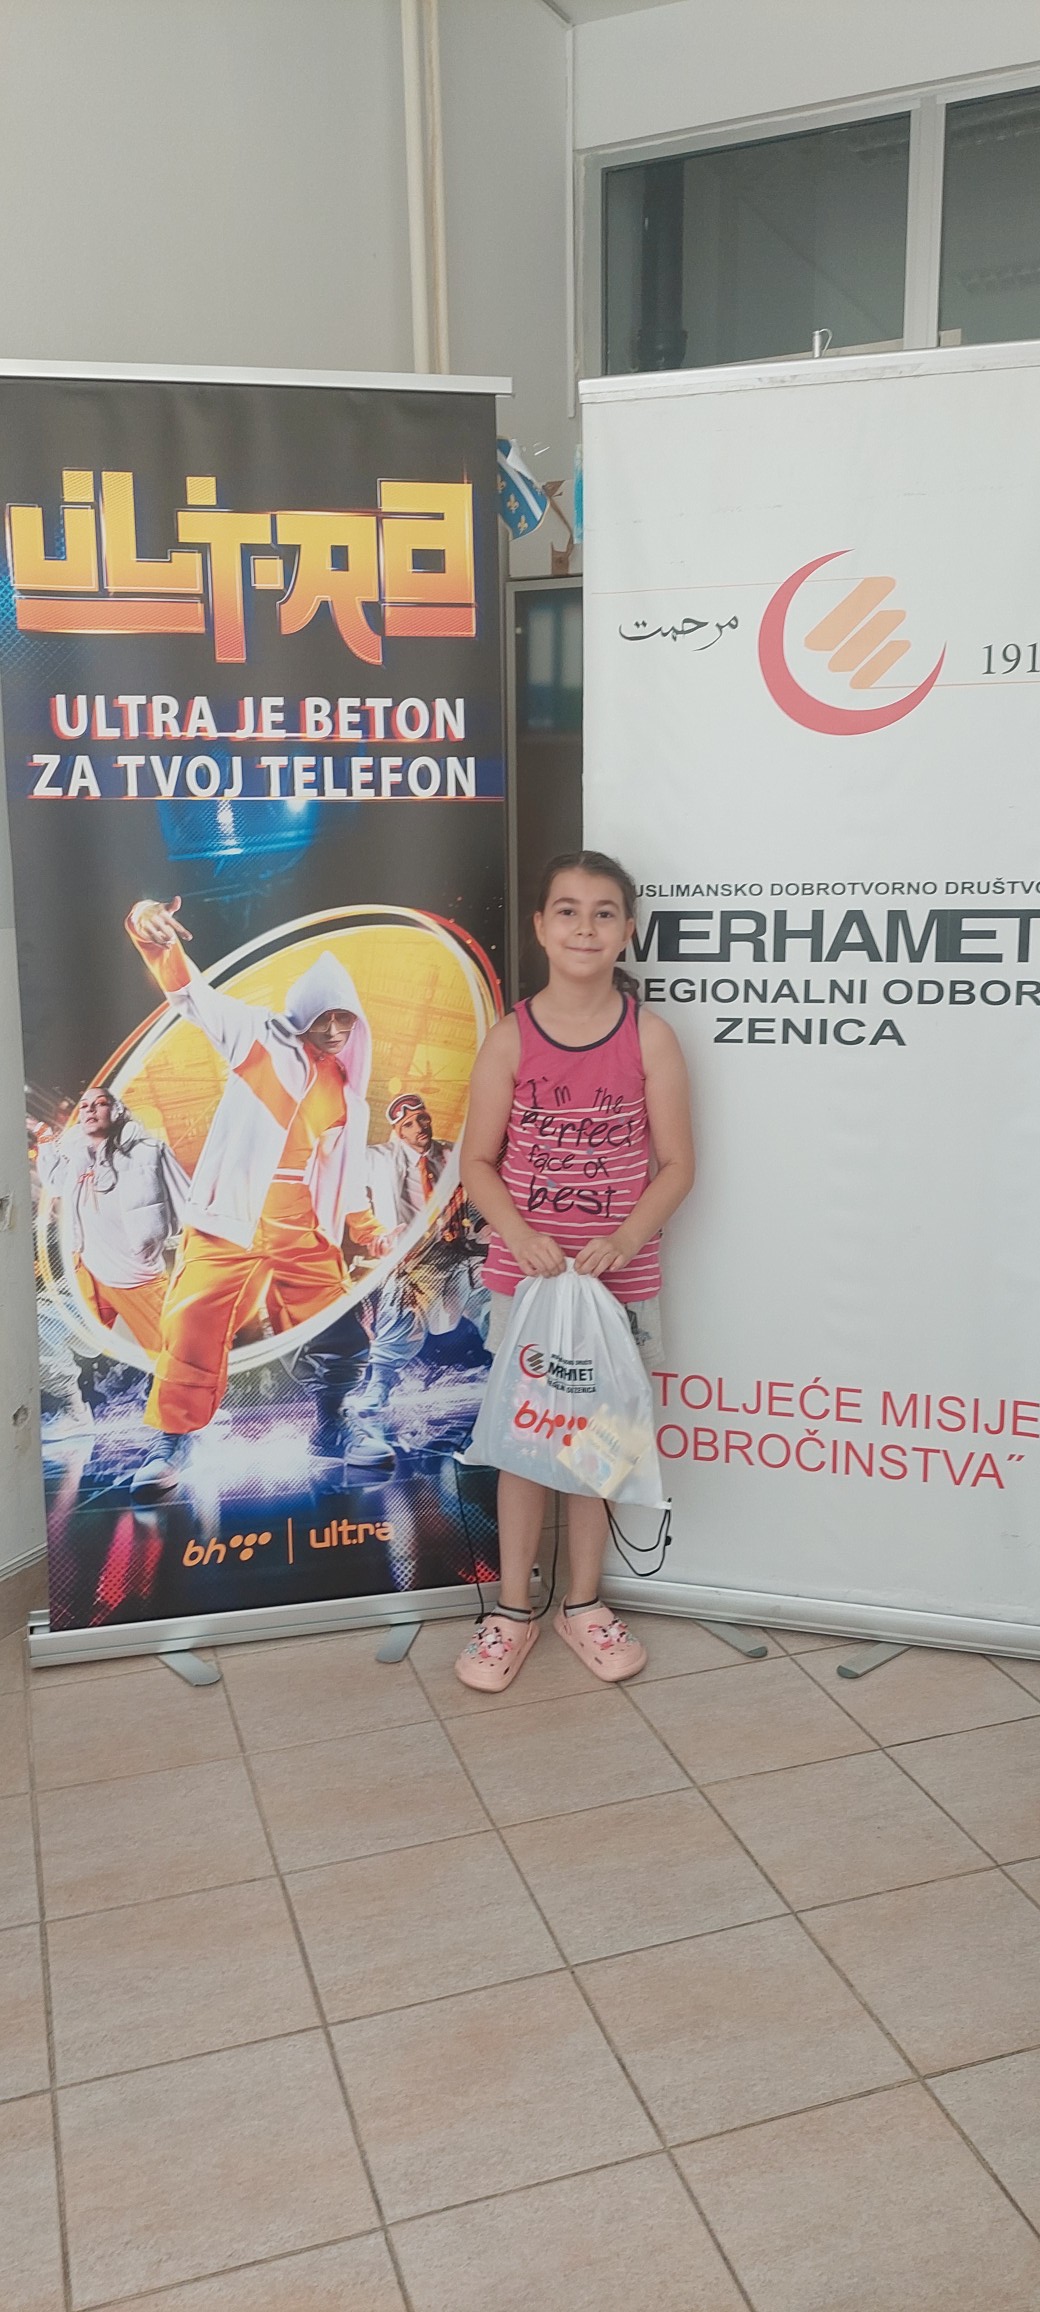 ULTRA
ULTRA JE BETON
ZA TVOJ TELEFON
bh
ultra
مرحمت
191
USLIMANSKO DOBROTVORNO DRUŠTVO
MERHAMET
REGIONALNI ODBOR
ZENICA
TOLJEĆE MISIJE
OBROČINSTVA"
I'm the
perfect
face of
best
bh